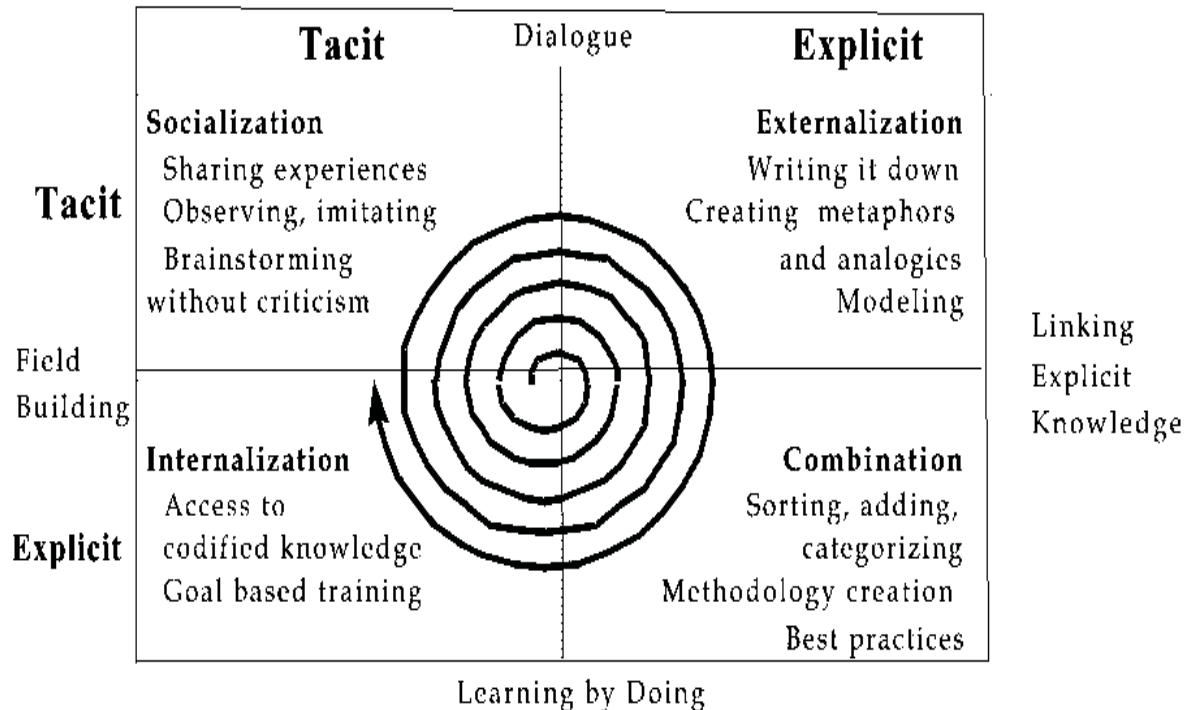 Tacit
Dialogue
Explicit
Socialization
Sharing experiences
Observing, imitating
Brainstorming
without criticism
Externalization
Writing it down
Creating metaphors
and analogies
Modeling
Tacit
Field
Building
Linking
Explicit
Knowledge
Internalization
Access to
codified knowledge
Goal based training
Combination
Sorting, adding,
categorizing
Methodology creation
Best practices
Explicit
Learning by Doing